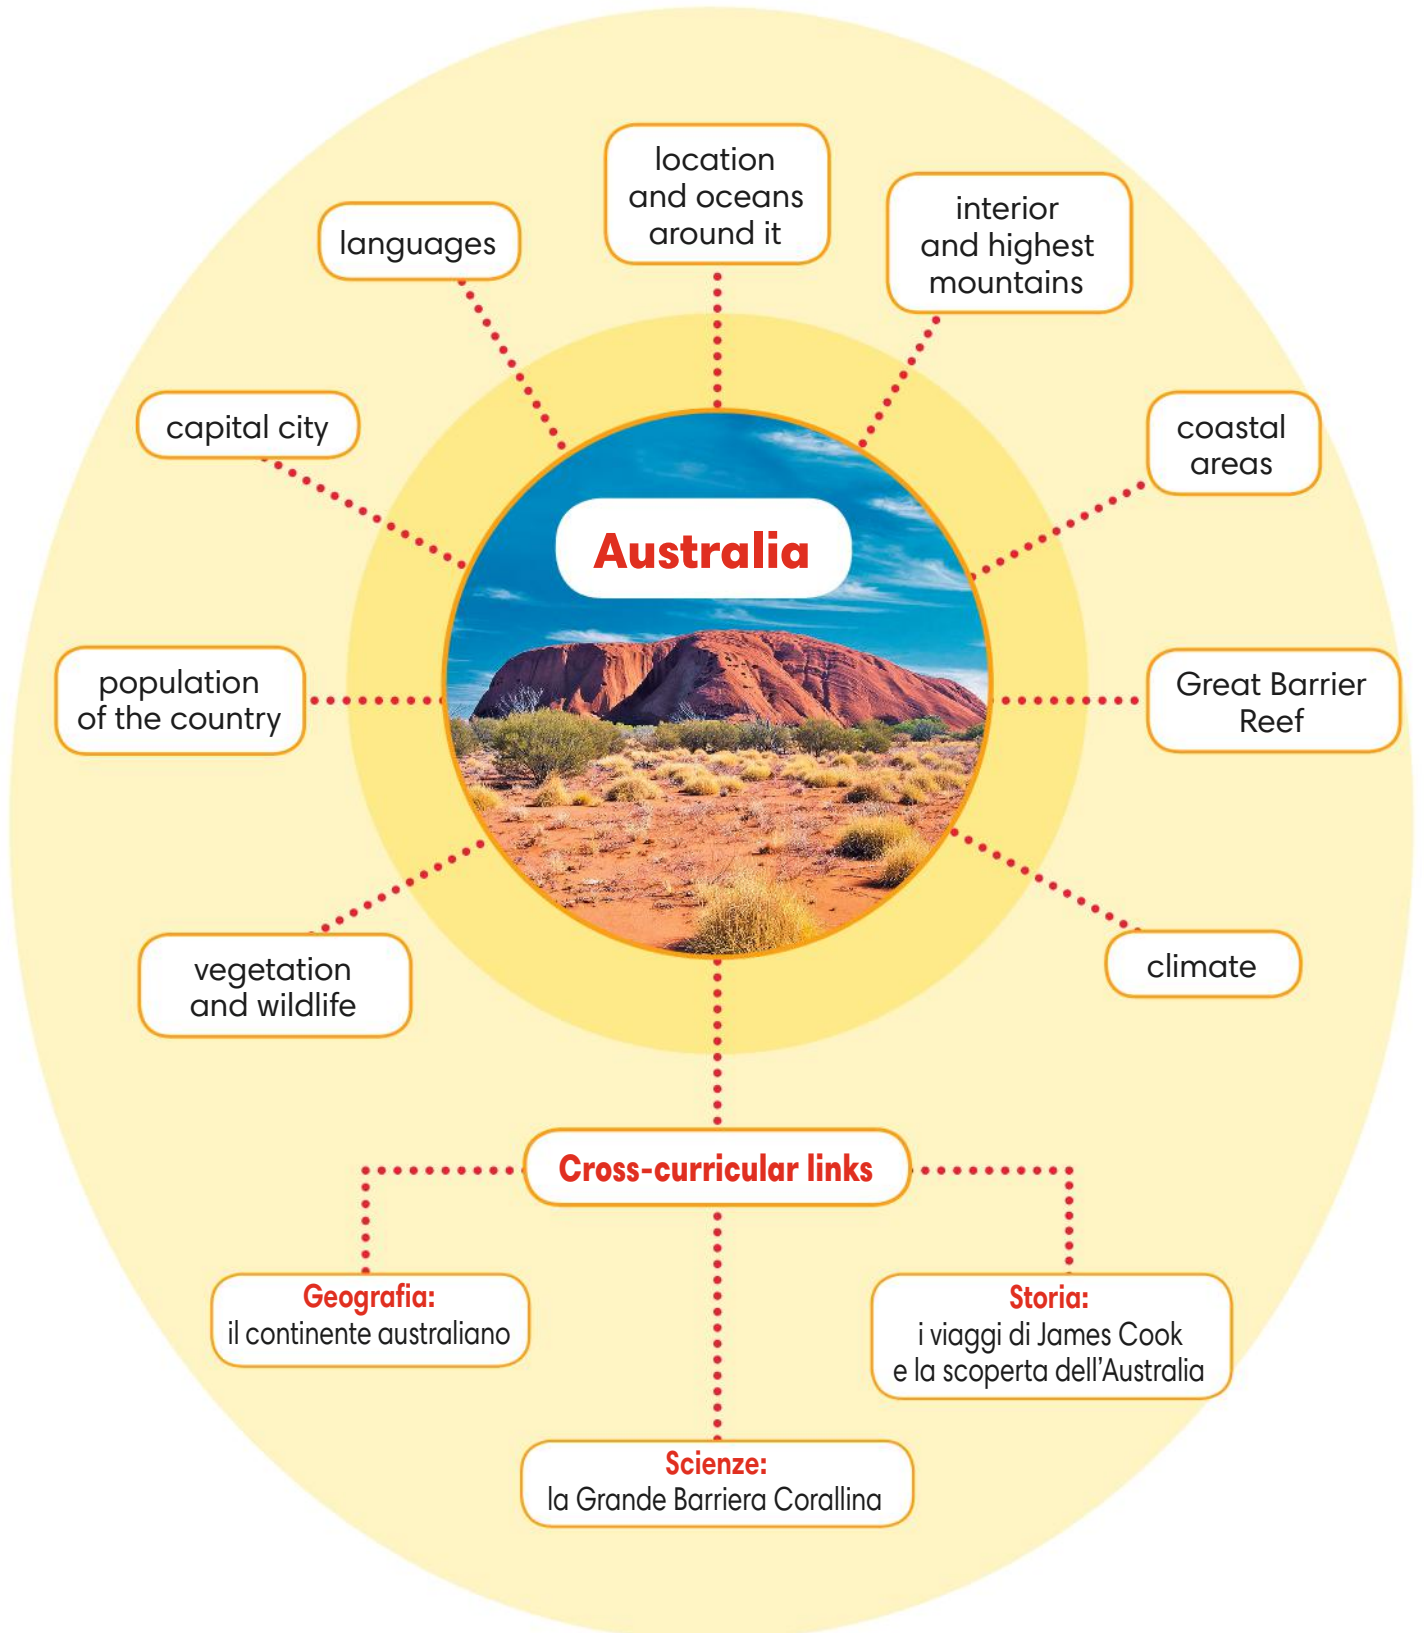 location
and oceans
around it
interior
and highest
mountains
languages
capital city
coastal
areas
Australia
population
of the country
Great Barrier
Reef
vegetation
and wildlife
climate
Cross-curricular links
Geografia:
il continente australiano
Storia:
i viaggi di James Cook
e la scoperta dell’Australia
Scienze:
la Grande Barriera Corallina